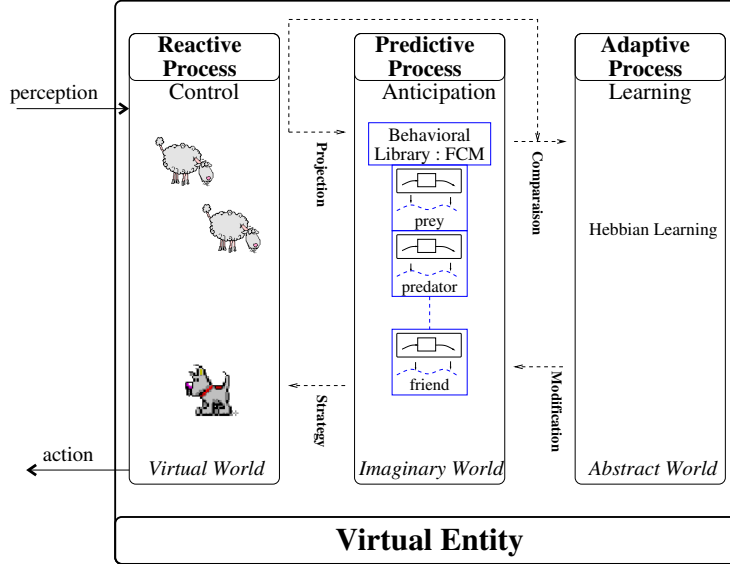 Reactive
Process
Control
Predictive
Process
Anticipation
Adaptive
Process
Learning
perception
Projection
Behavioral
Library : FCM
Comparaison
prey
Hebbian Learning
predator
friend
Strategy
Modification
action
Virtual World
Imaginary World
Abstract World
Virtual Entity